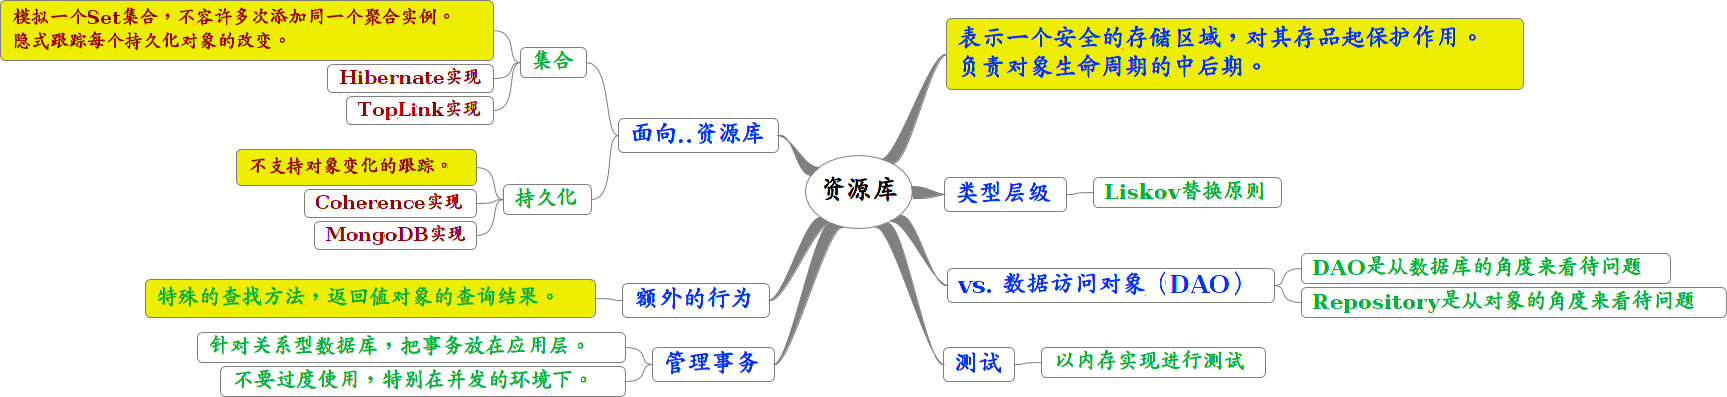 模拟一个Set集合，不容许多次添加同一个聚合实例。
隐式跟踪每个持久化对象的改变。
集合
Hibernate实现
TopLink实现
面向..资源库
不支持对象变化的跟踪。
持久化
Coherence实现
MongoDB实现
特殊的查找方法，返回值对象的查询结果。
额外的行为
针对关系型数据库，把事务放在应用层。
管理事务
不要过度使用，特别在并发的环境下。
资源库
表示一个安全的存储区域，对其存品起保护作用。
负责对象生命周期的中后期。
类型层级
Liskov替换原则
vs. 数据访问对象（DAO）
DAO是从数据库的角度来看待问题
Repository是从对象的角度来看待问题
测试
以内存实现进行测试